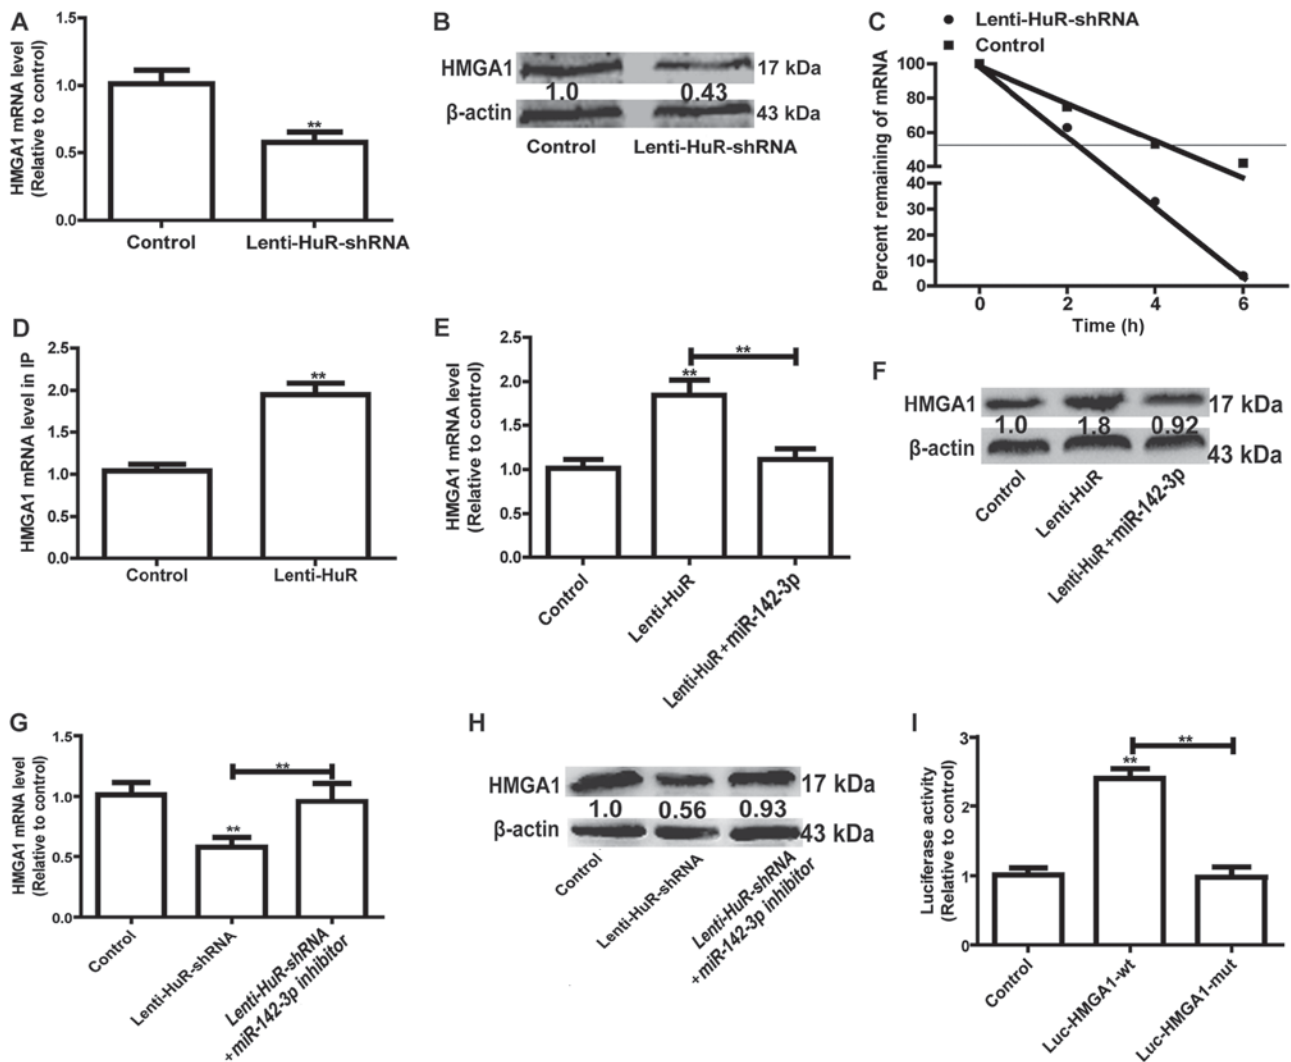 A
HMGA1 mRNA level
(Relative to control)
1.5
1.0
0.5
0.0
**
Control
Lenti-HuR-shRNA
B
HMGA1
17 kDa
1.0
0.43
β-actin
43 kDa
Control
Lenti-HuR-shRNA
C
Lenti-HuR-shRNA
Control
Percent remaining of mRNA
100
80
60
40
40
30
20
10
0
0
2
4
6
Time (h)
D
HMGA1 mRNA level in IP
2.5
2.0
1.5
1.0
0.5
0.0
**
Control
Lenti-HuR
E
HMGA1 mRNA level
(Relative to control)
2.5
2.0
1.5
1.0
0.5
0.0
**
**
Control
Lenti-HuR
Lenti-HuR+miR-142-3p
F
HMGA1
17 kDa
1.0
1.8
0.92
β-actin
43 kDa
Control
Lenti-HuR
Lenti-HuR+miR-142-3p
G
HMGA1 mRNA level
(Relative to control)
1.5
1.0
0.5
0.0
**
**
Control
Lenti-HuR-shRNA
Lenti-HuR-shRNA
+miR-142-3p inhibitor
H
HMGA1
17 kDa
1.0
0.56
0.93
β-actin
43 kDa
Control
Lenti-HuR-shRNA
Lenti-HuR-shRNA
+miR-142-3p inhibitor
I
Luciferase activity
(Relative to control)
3
2
1
0
**
**
Control
Luc-HMGA1-wt
Luc-HMGA1-mut